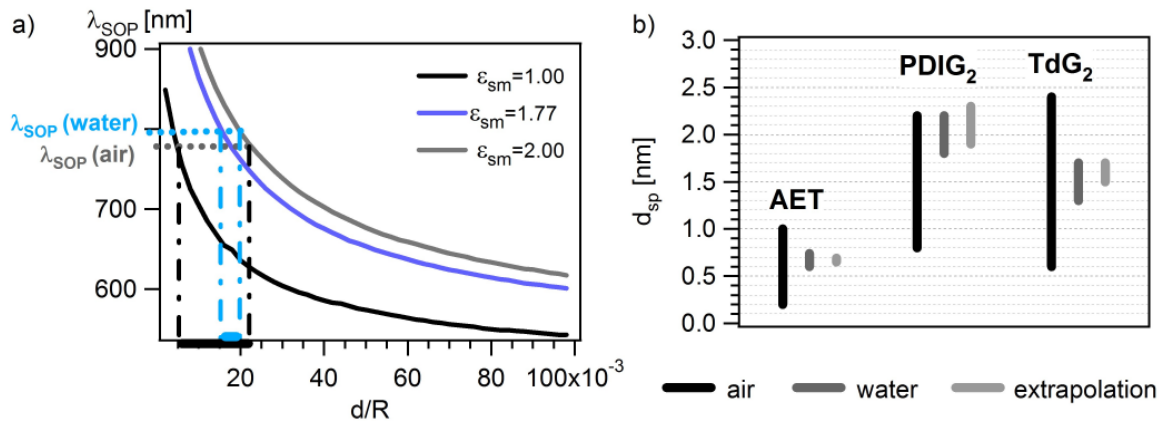 a)
λSOP [nm]
900
λSOP (water)
λSOP (air)
700
600
εsm=1.00
εsm=1.77
εsm=2.00
20
40
60
80
100x10⁻³
d/R
b)
3.0
2.5
2.0
1.5
1.0
0.5
0.0
dsp [nm]
AET
PDIG₂
TdG₂
air
water
extrapolation